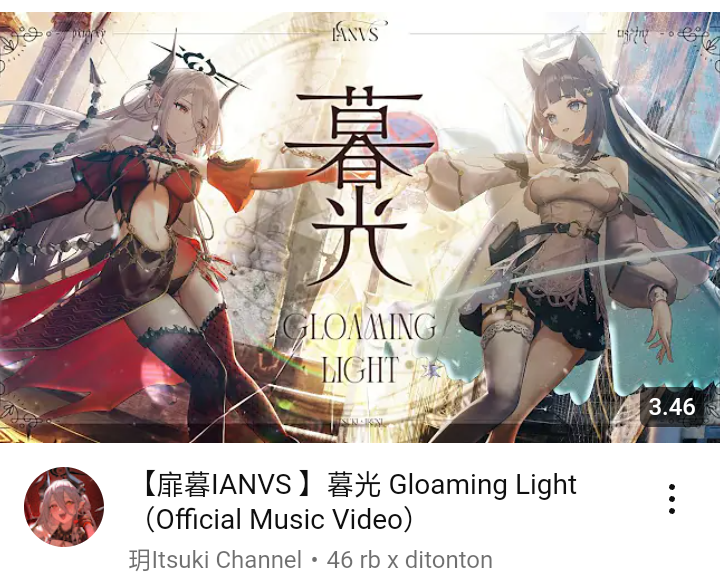 IANVS
暮光
GLOAMING
LIGHT
3.46
【扉暮IANVS 】暮光 Gloaming Light
（Official Music Video）
玥Itsuki Channel • 46 rb x ditonton